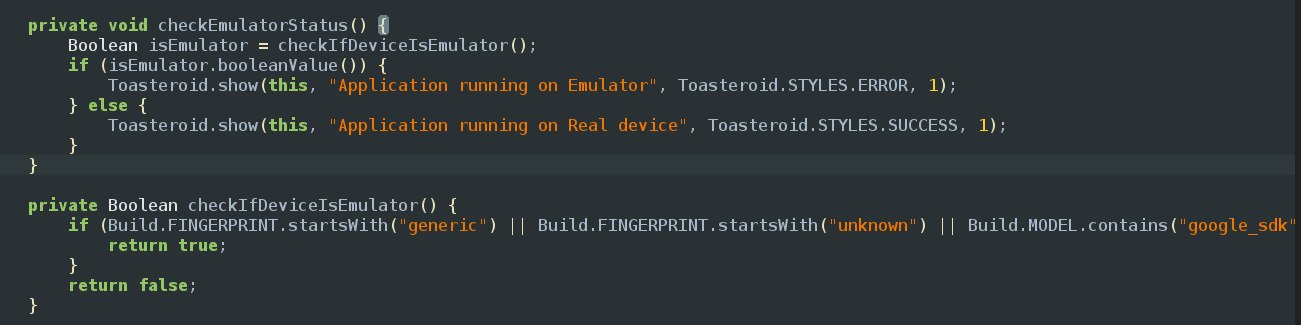 private void checkEmulatorStatus() {
Boolean isEmulator = checkIfDeviceIsEmulator();
if (isEmulator.booleanValue()) {
Toasteroid.show(this, "Application running on Emulator", Toasteroid.STYLES.ERROR, 1);
} else {
Toasteroid.show(this, "Application running on Real device", Toasteroid.STYLES.SUCCESS, 1);
}
}
private Boolean checkIfDeviceIsEmulator() {
if (Build.FINGERPRINT.startsWith("generic") || Build.FINGERPRINT.startsWith("unknown") || Build.MODEL.contains("google_sdk"
return true;
}
return false;
}